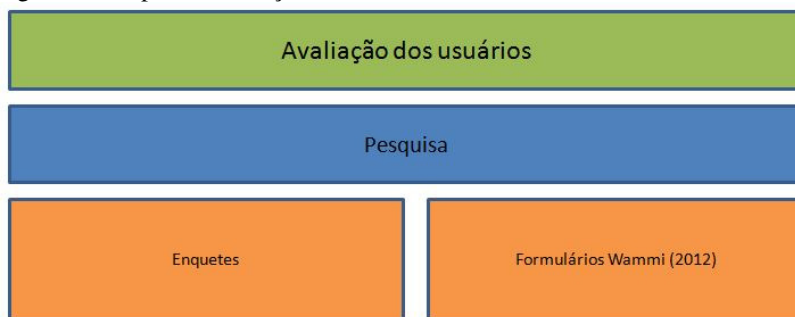 Avaliação dos usuários
Pesquisa
Enquetes
Formulários Wammi (2012)